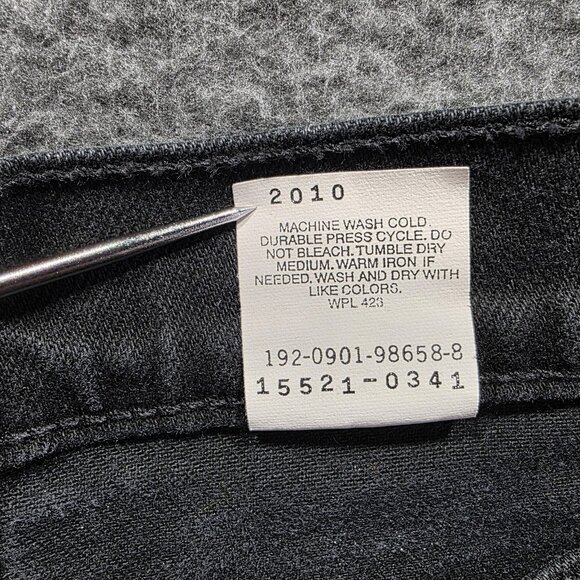 2010
MACHINE WASH COLD
DURABLE PRESS CYCLE. DO
NOT BLEACH. TUMBLE DRY
MEDIUM. WARM IRON IF
NEEDED. WASH AND DRY WITH
LIKE COLORS.
WPL 423
192-0901-98658-8
15521-0341